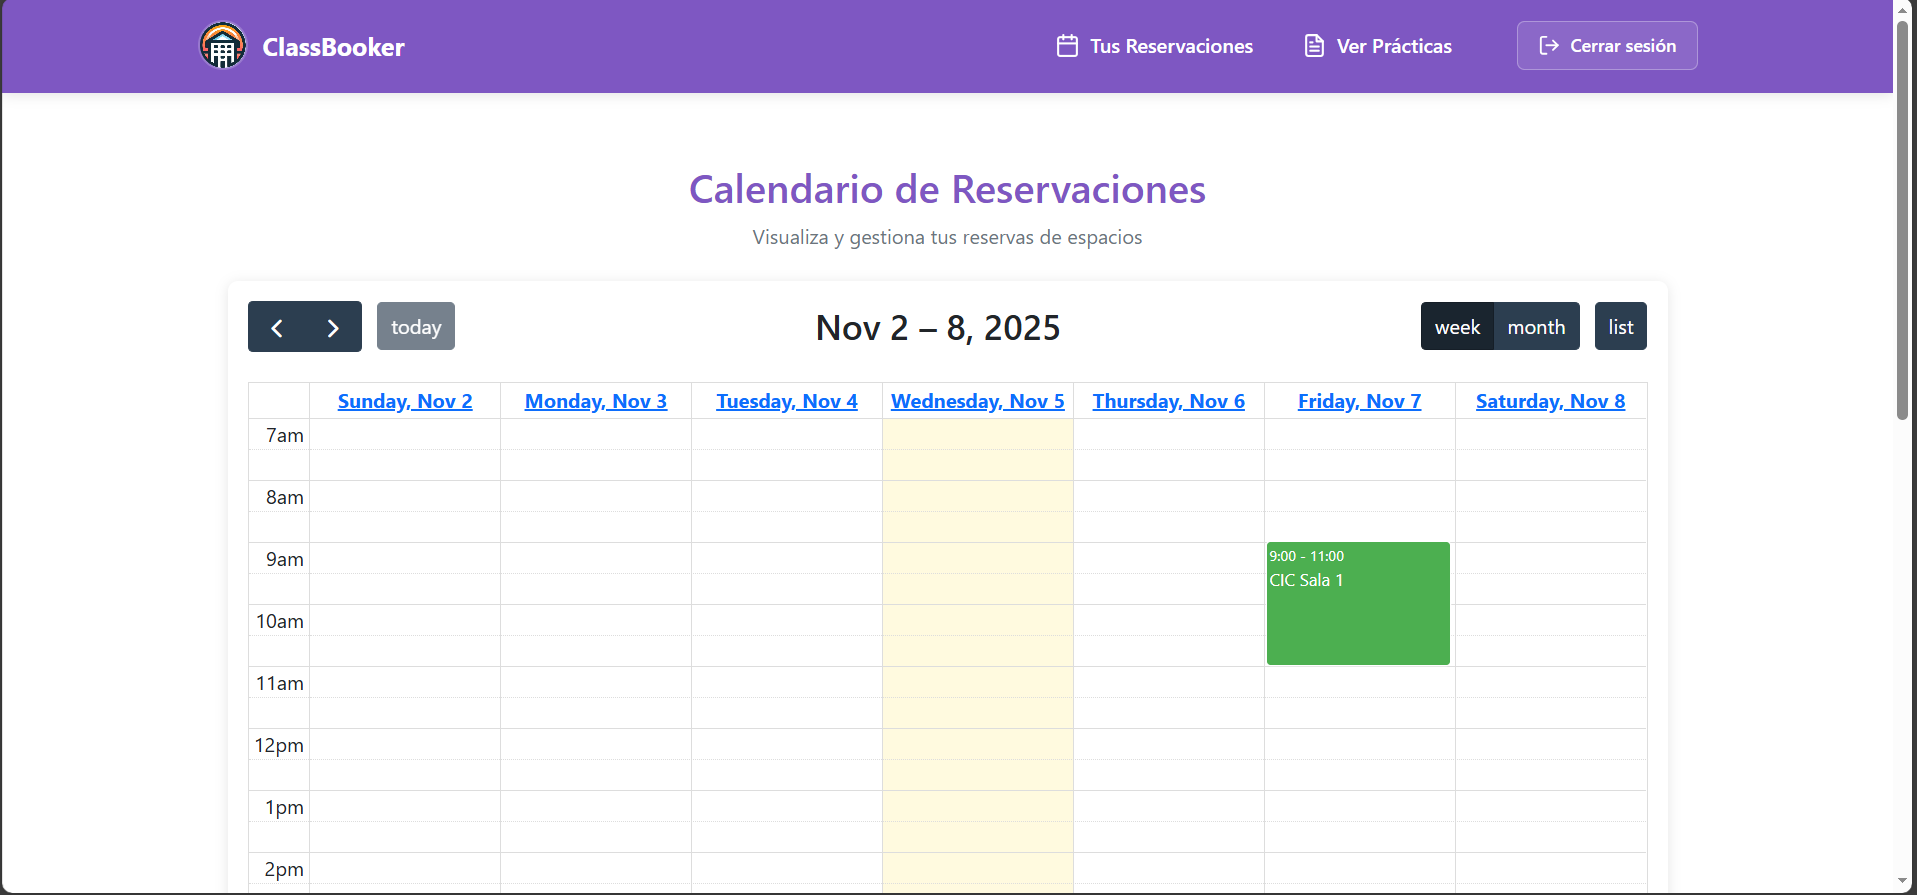 ClassBooker
Tus Reservaciones
Ver Prácticas
Cerrar sesión
Calendario de Reservaciones
Visualiza y gestiona tus reservas de espacios
today
Nov 2 – 8, 2025
week
month
list
Sunday, Nov 2
Monday, Nov 3
Tuesday, Nov 4
Wednesday, Nov 5
Thursday, Nov 6
Friday, Nov 7
Saturday, Nov 8
7am
8am
9am
9:00 - 11:00
CIC Sala 1
10am
11am
12pm
1pm
2pm